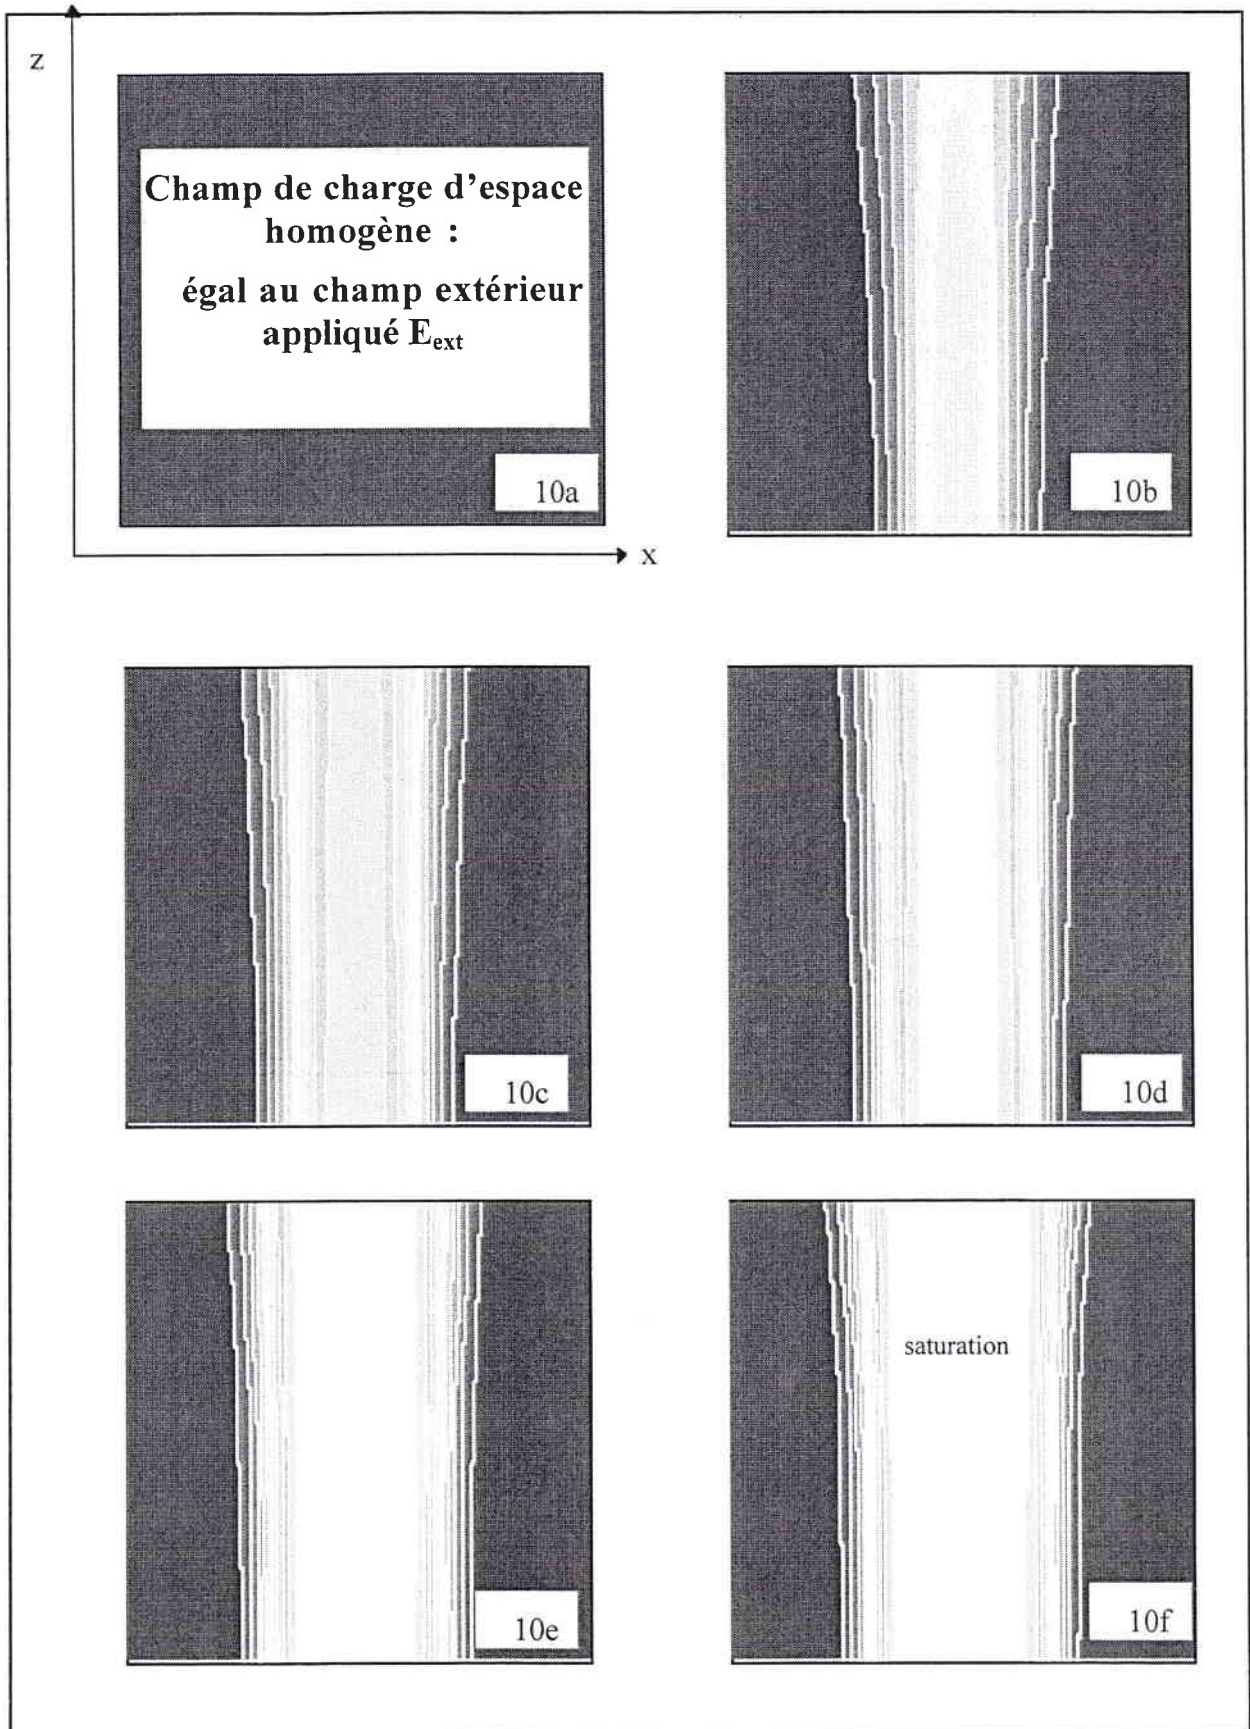 z
Champ de charge d'espace
homogène :
égal au champ extérieur
appliqué Eext
10a
10b
x
10c
10d
saturation
10e
10f